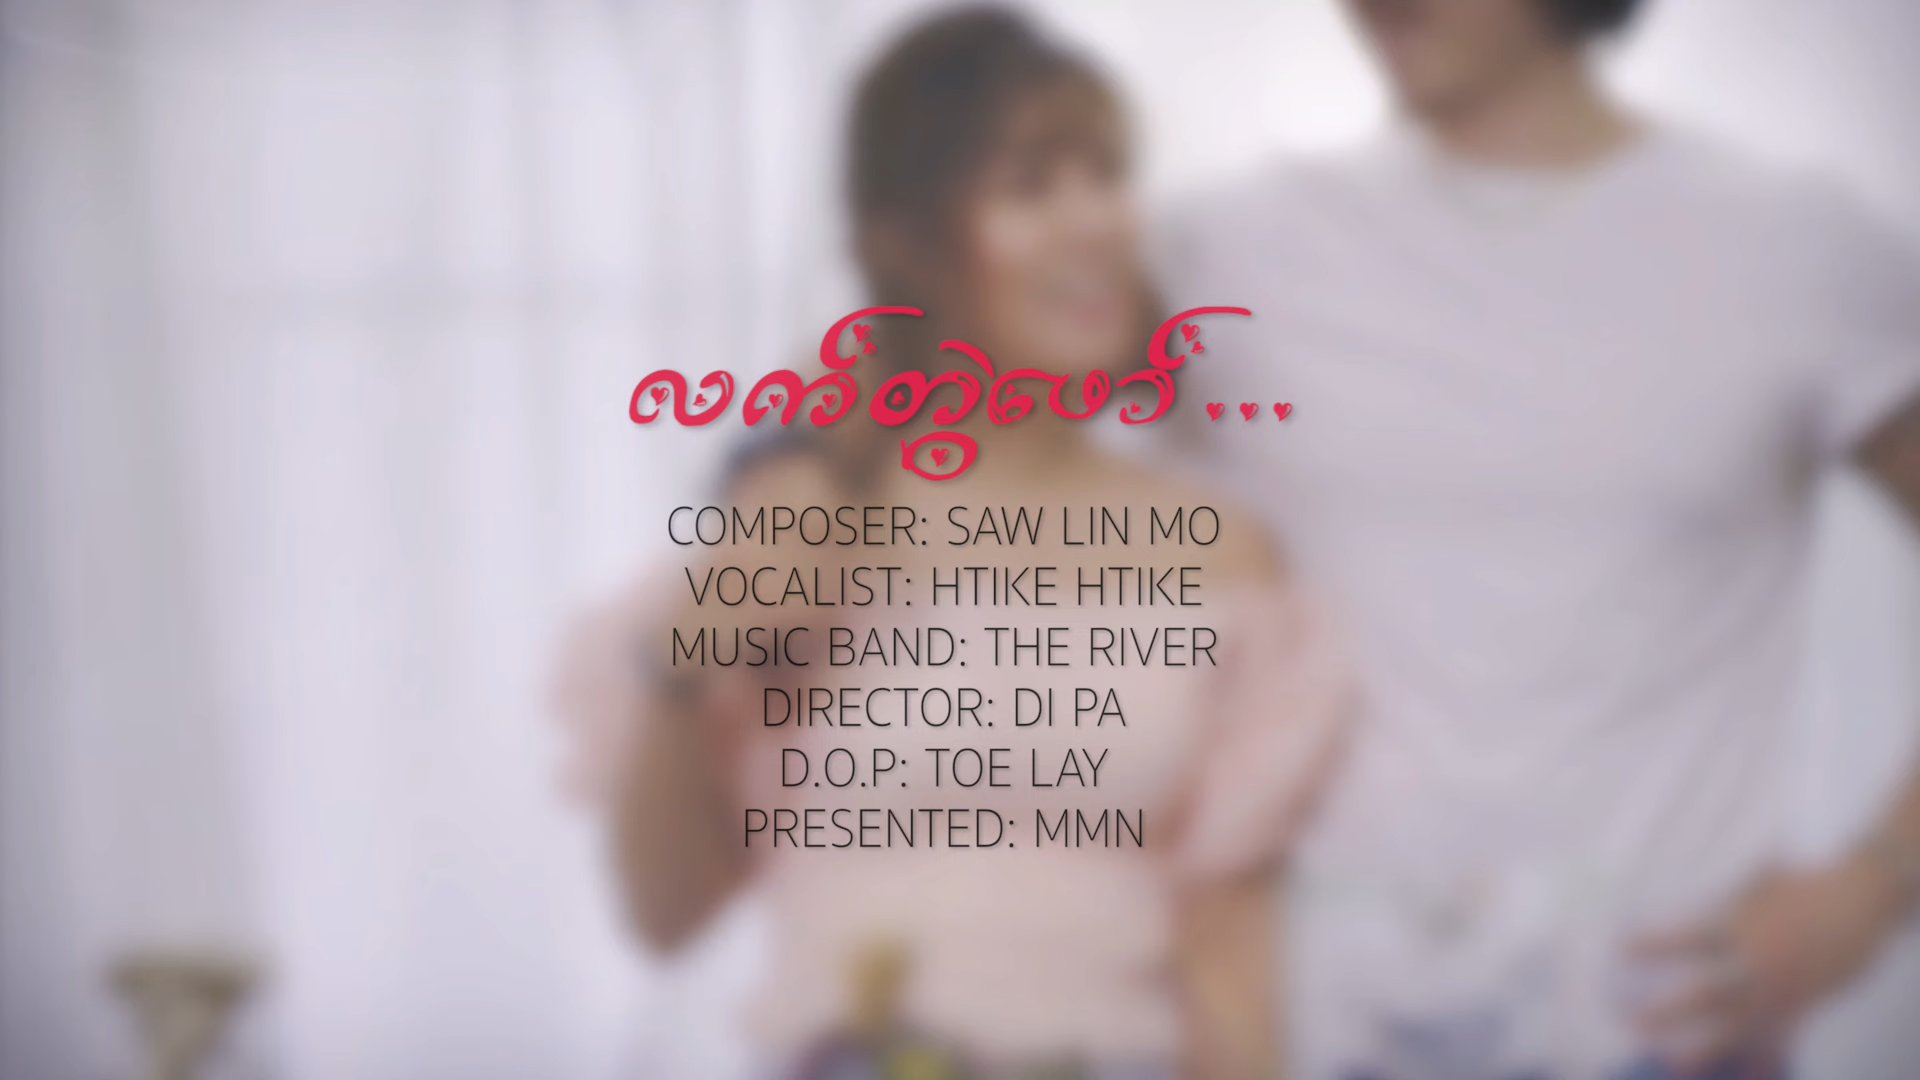 လက်တွဲဖော်...
COMPOSER: SAW LIN MO
VOCALIST: HTIKE HTIKE
MUSIC BAND: THE RIVER
DIRECTOR: DI PA
D.O.P: TOE LAY
PRESENTED: MMN